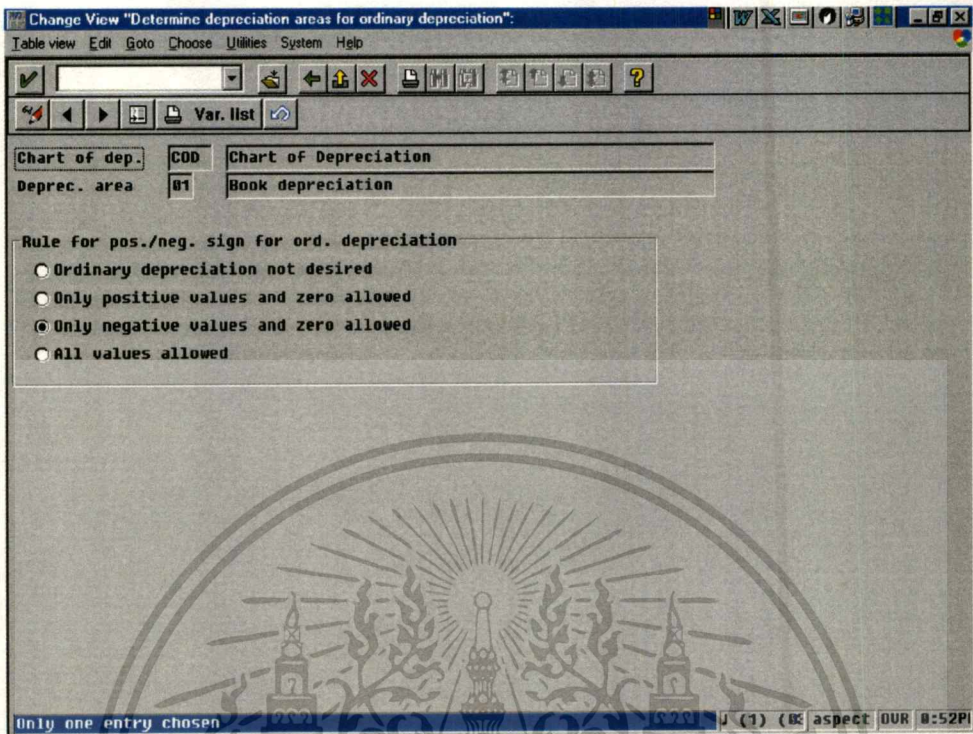 Change View "Determine depreciation areas for ordinary depreciation":
Table view Edit Goto Choose Utilities System Help
Var. list
Chart of dep. COD Chart of Depreciation
Deprec. area 01 Book depreciation
Rule for pos./neg. sign for ord. depreciation
Ordinary depreciation not desired
Only positive values and zero allowed
Only negative values and zero allowed
All values allowed
Only one entry chosen
(1) aspect OVR